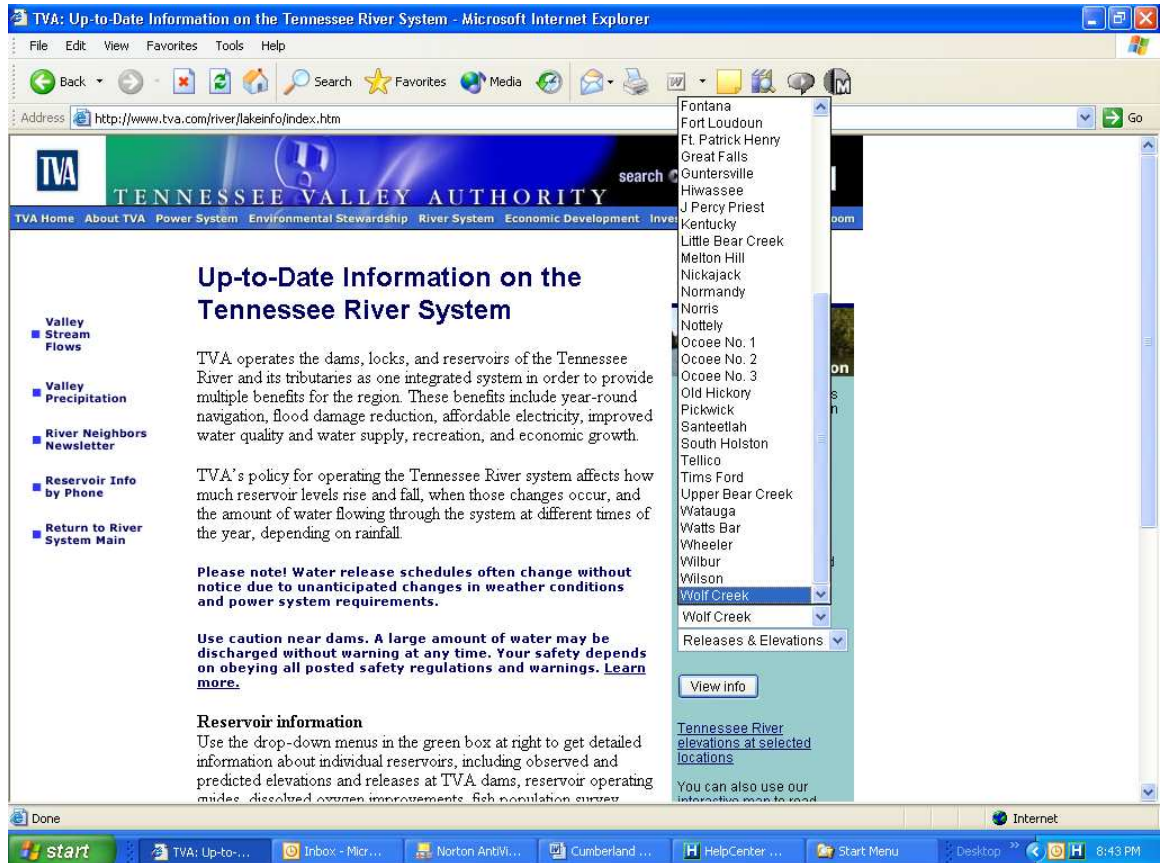 TVA: Up-to-Date Information on the Tennessee River System - Microsoft Internet Explorer
File Edit View Favorites Tools Help
Back Search Favorites Media
Address http://www.tva.com/river/lakeinfo/index.htm Go
TVA
TENNESSEE VALLEY AUTHORITY
search
TVA Home About TVA Power System Environmental Stewardship River System Economic Development
Valley
Stream
Flows
Valley
Precipitation
River Neighbors
Newsletter
Reservoir Info
by Phone
Return to River
System Main
Up-to-Date Information on the
Tennessee River System
TVA operates the dams, locks, and reservoirs of the Tennessee
River and its tributaries as one integrated system in order to provide
multiple benefits for the region. These benefits include year-round
navigation, flood damage reduction, affordable electricity, improved
water quality and water supply, recreation, and economic growth.
TVA's policy for operating the Tennessee River system affects how
much reservoir levels rise and fall, when those changes occur, and
the amount of water flowing through the system at different times of
the year, depending on rainfall.
Please note! Water release schedules often change without
notice due to unanticipated changes in weather conditions
and power system requirements.
Use caution near dams. A large amount of water may be
discharged without warning at any time. Your safety depends
on obeying all posted safety regulations and warnings. Learn
more.
Reservoir information
Use the drop-down menus in the green box at right to get detailed
information about individual reservoirs, including observed and
predicted elevations and releases at TVA dams, reservoir operating
guides, dissolved oxygen improvements, fish population survey
Fontana
Fort Loudoun
Ft. Patrick Henry
Great Falls
Guntersville
Hiwassee
J Percy Priest
Kentucky
Little Bear Creek
Melton Hill
Nickajack
Normandy
Norris
Nottely
Ocoee No. 1
Ocoee No. 2
Ocoee No. 3
Old Hickory
Pickwick
Santeetlah
South Holston
Tellico
Tims Ford
Upper Bear Creek
Watauga
Watts Bar
Wheeler
Wilbur
Wilson
Wolf Creek
Wolf Creek
Releases & Elevations
View info
Tennessee River
elevations at selected
locations
You can also use our
interactive map to read
Done Internet
start TVA: Up-to-... Inbox - Micr... Norton AntiVi... Cumberland ... HelpCenter ... Start Menu Desktop 8:43 PM